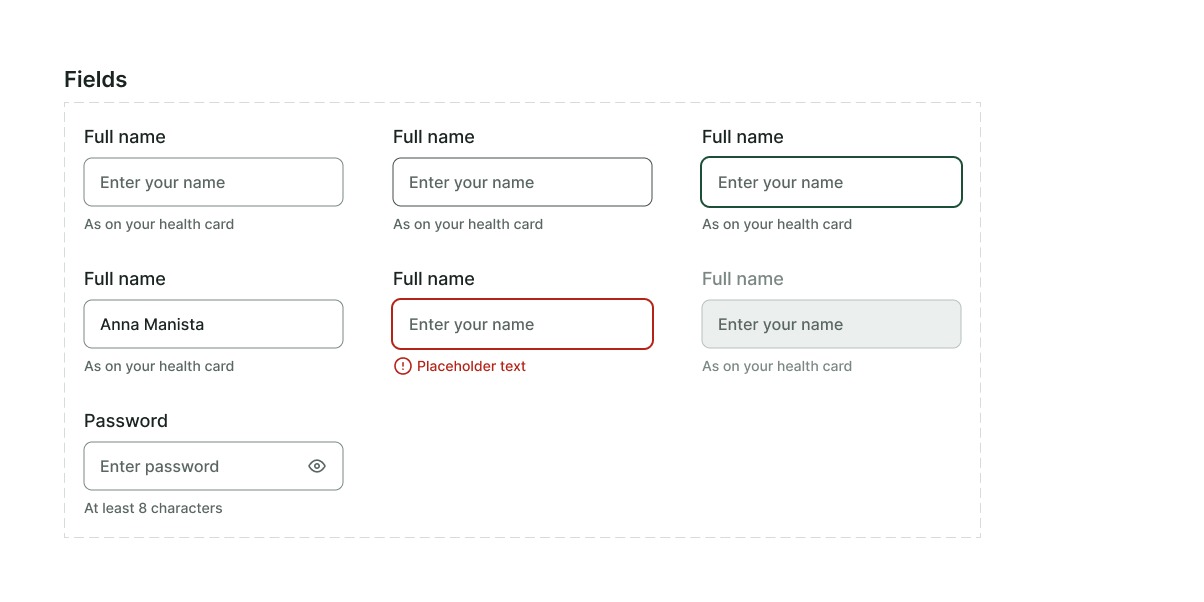 Fields
Full name
Enter your name
As on your health card
Full name
Enter your name
As on your health card
Full name
Enter your name
As on your health card
Full name
Anna Manista
As on your health card
Full name
Enter your name
Placeholder text
Full name
Enter your name
As on your health card
Password
Enter password
At least 8 characters